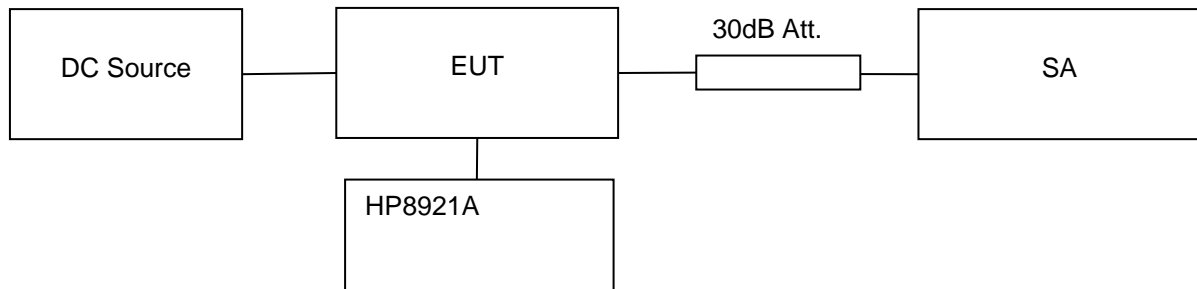 30dB Att.
DC Source
EUT
SA
HP8921A